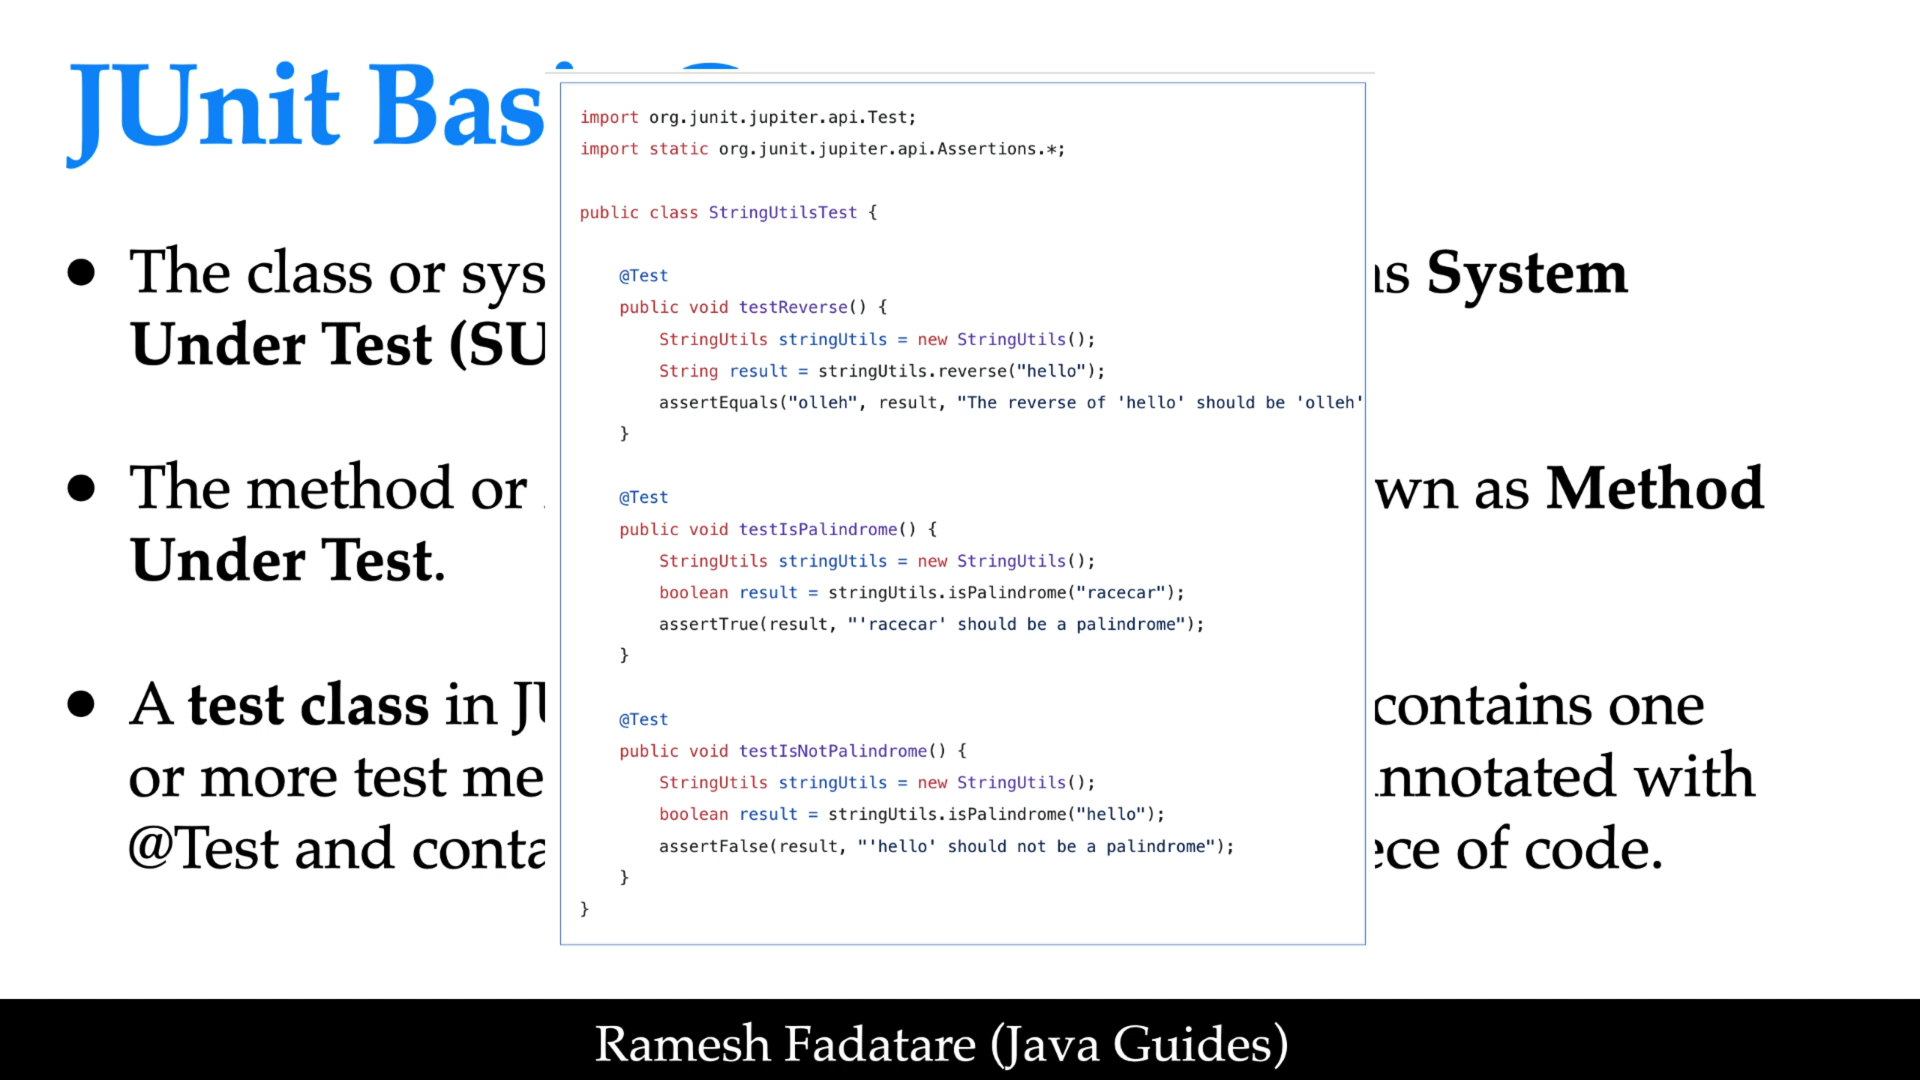 JUnit Bas
The class or sys
as System
Under Test (SU
The method or
wn as Method
Under Test.
A test class in JU
contains one
or more test me
annotated with
@Test and conta
ece of code.
import org.junit.jupiter.api.Test;
import static org.junit.jupiter.api.Assertions.*;
public class StringUtilsTest {
@Test
public void testReverse() {
StringUtils stringUtils = new StringUtils();
String result = stringUtils.reverse("hello");
assertEquals("olleh", result, "The reverse of 'hello' should be 'olleh'
}
@Test
public void testIsPalindrome() {
StringUtils stringUtils = new StringUtils();
boolean result = stringUtils.isPalindrome("racecar");
assertTrue(result, "'racecar' should be a palindrome");
}
@Test
public void testIsNotPalindrome() {
StringUtils stringUtils = new StringUtils();
boolean result = stringUtils.isPalindrome("hello");
assertFalse(result, "'hello' should not be a palindrome");
}
}
Ramesh Fadatare (Java Guides)